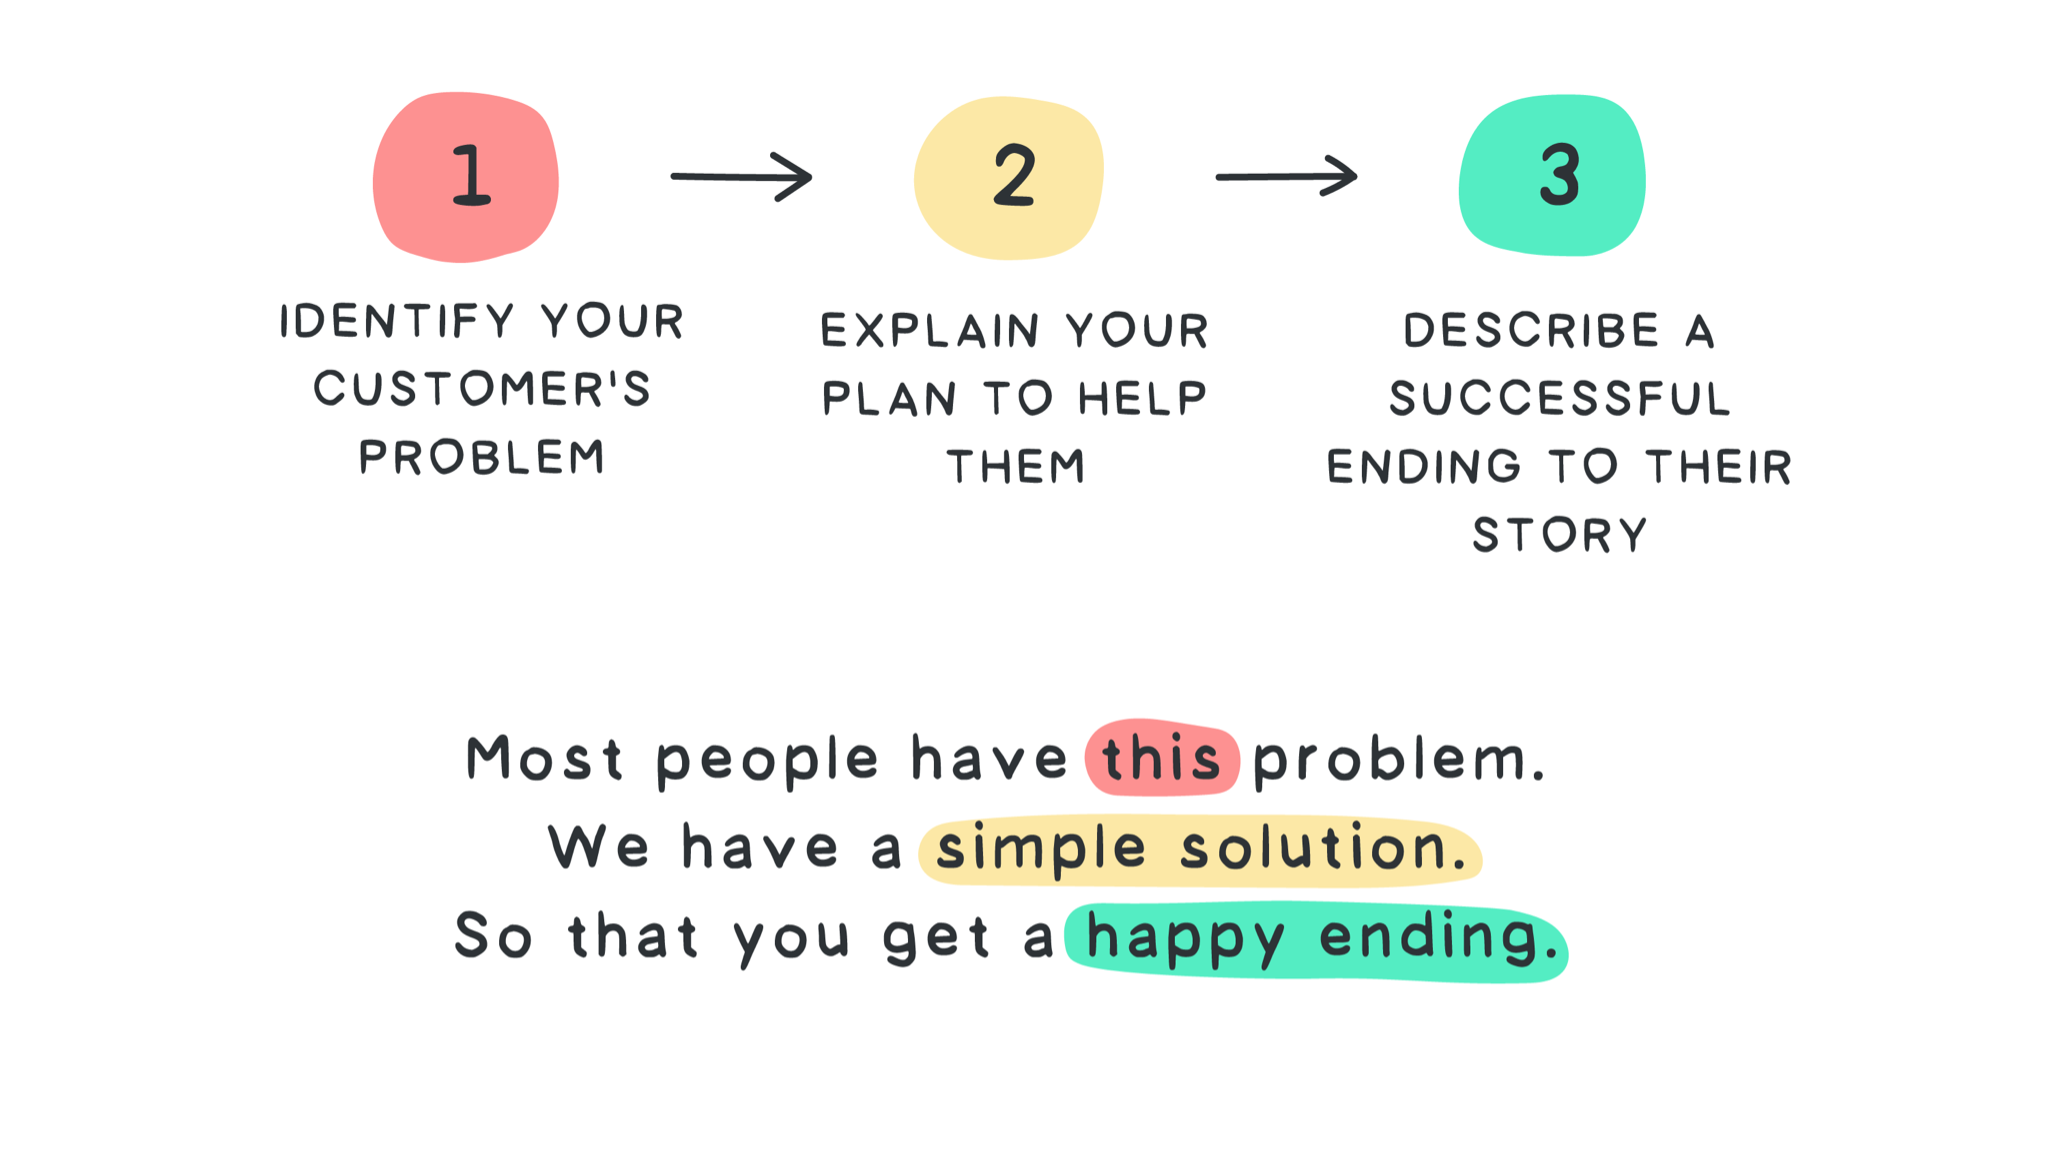 1
2
3
IDENTIFY YOUR
CUSTOMER'S
PROBLEM
EXPLAIN YOUR
PLAN TO HELP
THEM
DESCRIBE A
SUCCESSFUL
ENDING TO THEIR
STORY
Most people have this problem.
We have a simple solution.
So that you get a happy ending.